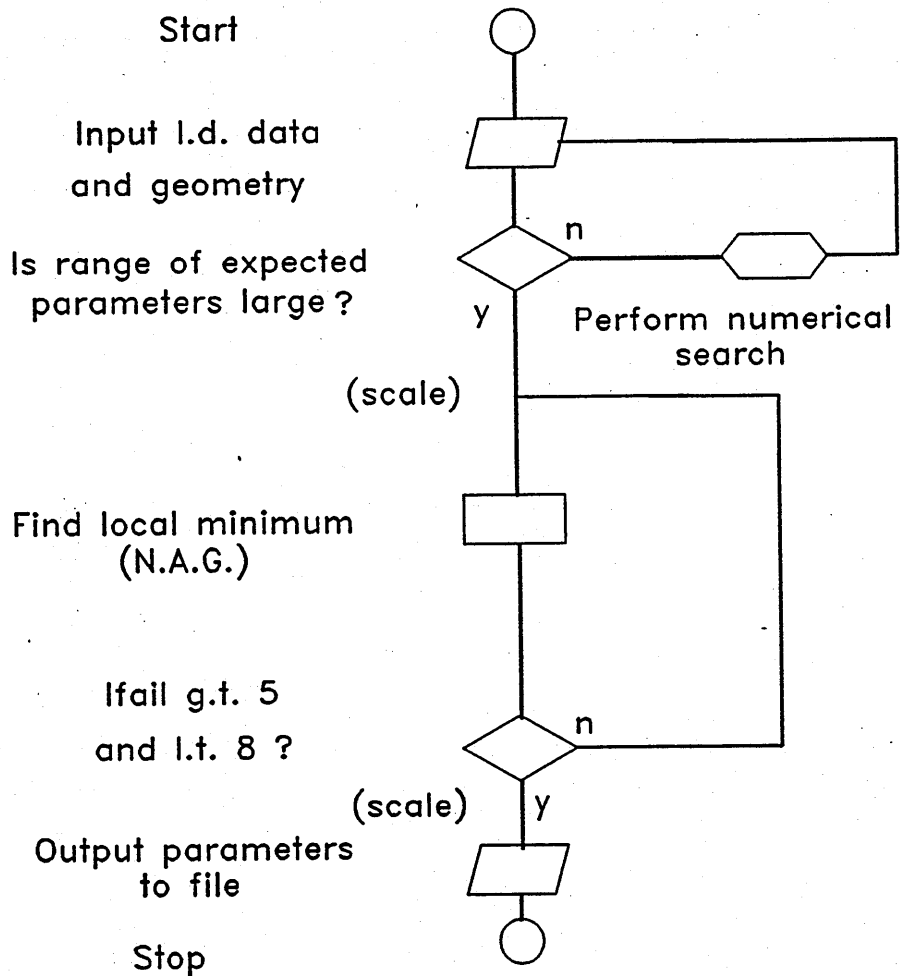 Start
Input l.d. data
and geometry
n
Is range of expected
parameters large ?
y
Perform numerical
search
(scale)
Find local minimum
(N.A.G.)
Ifail g.t. 5
and l.t. 8 ?
n
(scale)
y
Output parameters
to file
Stop